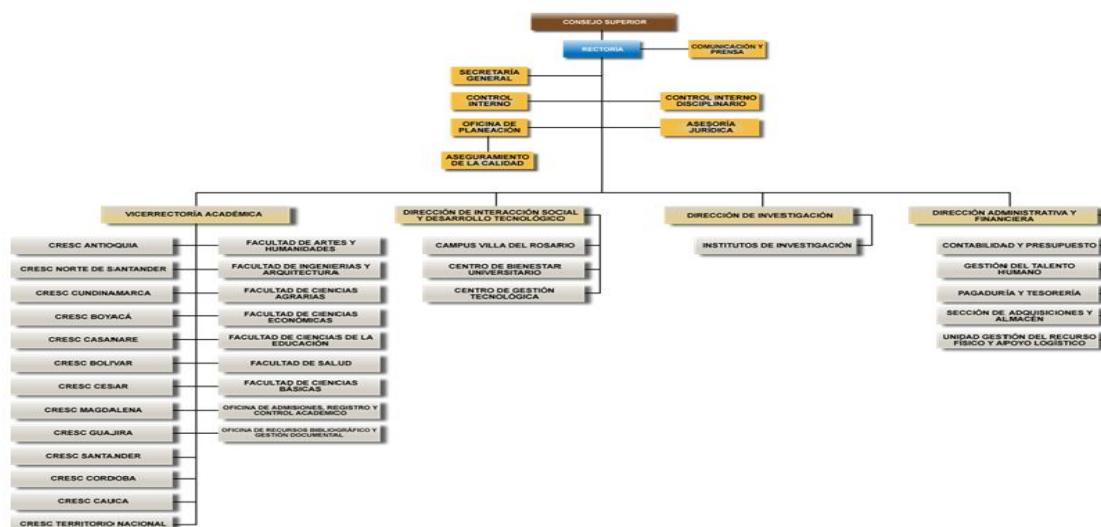 CONSEJO SUPERIOR
RECTORÍA
COMUNICACIÓN Y
PRENSA
SECRETARÍA
GENERAL
CONTROL
INTERNO
CONTROL INTERNO
DISCIPLINARIO
OFICINA DE
PLANEACIÓN
ASESORÍA
JURÍDICA
ASEGURAMIENTO
DE LA CALIDAD
VICERRECTORÍA ACADÉMICA
CRESC ANTIOQUIA
CRESC NORTE DE SANTANDER
CRESC CUNDINAMARCA
CRESC BOYACÁ
CRESC CASANARE
CRESC BOLIVAR
CRESC CESAR
CRESC MAGDALENA
CRESC GUAJIRA
CRESC SANTANDER
CRESC CORDOBA
CRESC CAUCA
CRESC TERRITORIO NACIONAL
FACULTAD DE ARTES Y
HUMANIDADES
FACULTAD DE INGENIERIAS Y
ARQUITECTURA
FACULTAD DE CIENCIAS
AGRARIAS
FACULTAD DE CIENCIAS
ECONÓMICAS
FACULTAD DE CIENCIAS DE LA
EDUCACIÓN
FACULTAD DE SALUD
FACULTAD DE CIENCIAS
BÁSICAS
OFICINA DE ADMISIONES, REGISTRO Y
CONTROL ACADÉMICO
OFICINA DE RECURSOS BIBLIOGRÁFICO Y
GESTIÓN DOCUMENTAL
DIRECCIÓN DE INTERACCIÓN SOCIAL
Y DESARROLLO TECNOLÓGICO
CAMPUS VILLA DEL ROSARIO
CENTRO DE BIENESTAR
UNIVERSITARIO
CENTRO DE GESTIÓN
TECNOLÓGICA
DIRECCIÓN DE INVESTIGACIÓN
INSTITUTOS DE INVESTIGACIÓN
DIRECCIÓN ADMINISTRATIVA Y
FINANCIERA
CONTABILIDAD Y PRESUPUESTO
GESTIÓN DEL TALENTO
HUMANO
PAGADURÍA Y TESORERÍA
SECCIÓN DE ADQUISICIONES Y
ALMACÉN
UNIDAD GESTIÓN DEL RECURSO
FÍSICO Y APOYO LOGÍSTICO